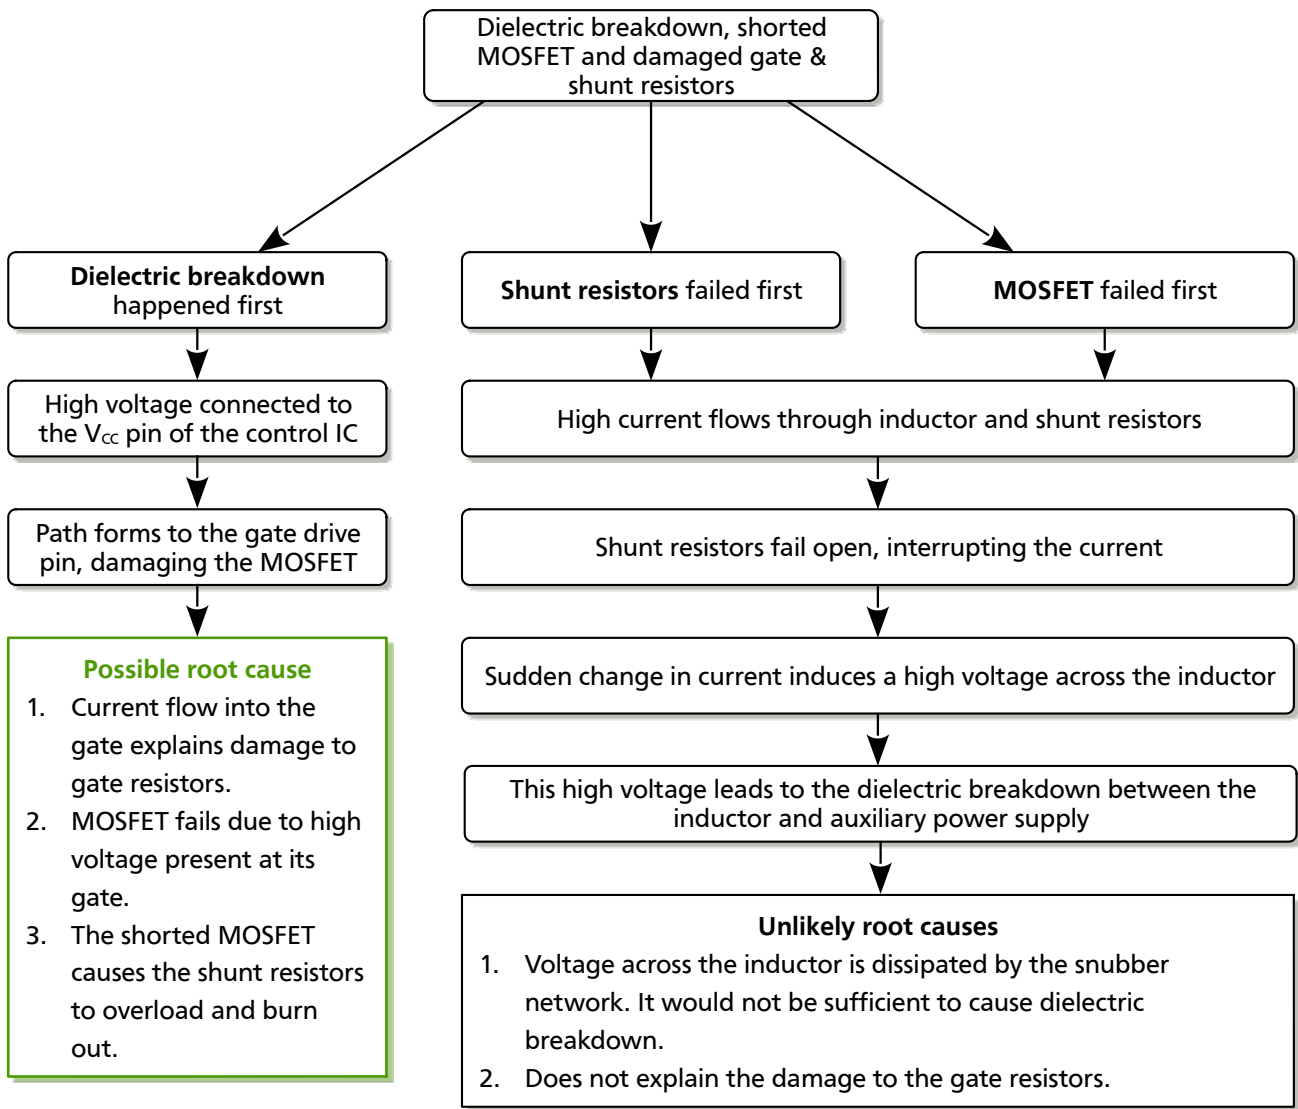 Dielectric breakdown, shorted
MOSFET and damaged gate &
shunt resistors
Dielectric breakdown
happened first
Shunt resistors failed first
MOSFET failed first
High voltage connected to
the VCC pin of the control IC
High current flows through inductor and shunt resistors
Path forms to the gate drive
pin, damaging the MOSFET
Shunt resistors fail open, interrupting the current
Possible root cause
1. Current flow into the
gate explains damage to
gate resistors.
2. MOSFET fails due to high
voltage present at its
gate.
3. The shorted MOSFET
causes the shunt resistors
to overload and burn
out.
Sudden change in current induces a high voltage across the inductor
This high voltage leads to the dielectric breakdown between the
inductor and auxiliary power supply
Unlikely root causes
1. Voltage across the inductor is dissipated by the snubber
network. It would not be sufficient to cause dielectric
breakdown.
2. Does not explain the damage to the gate resistors.